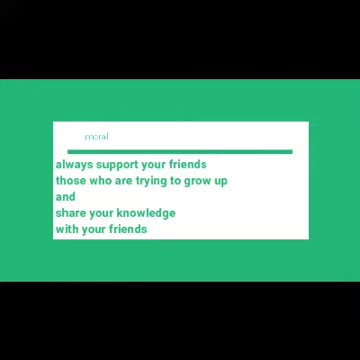 moral
always support your friends
those who are trying to grow up
and
share your knowledge
with your friends